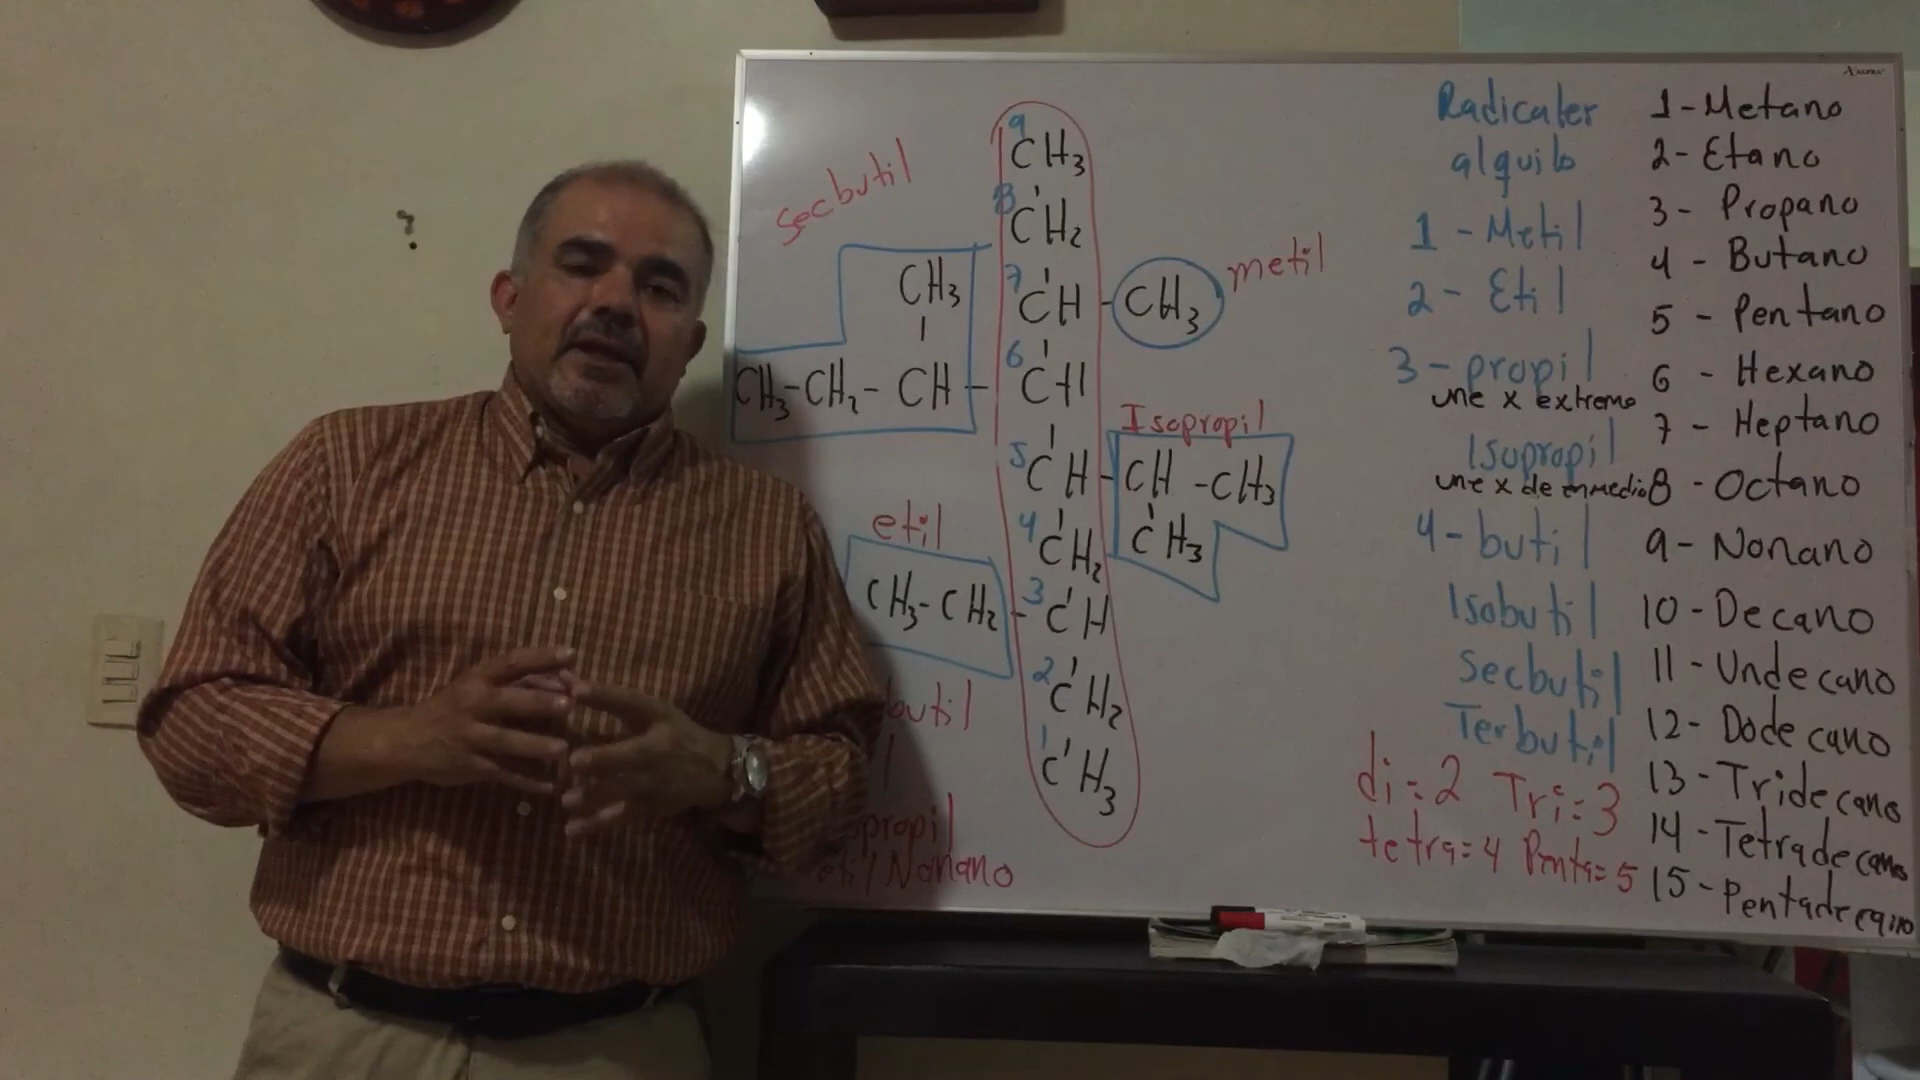 Secbutil
9
CH3
8
CH2
CH3
7
CH - CH3
metil
CH3-CH2- CH -
6
CH
Isopropil
5
CH - CH - CH3
CH3
etil
4
CH2
CH3-CH2 -
3
CH
2
CH2
1
CH3
butil
l
propil
til Nonano
Radicales
alquilo
1 - Metil
2 - Etil
3 - propil
une x extremo
Isopropil
une x de enmedio
4- butil
Isobutil
Secbutil
Terbutil
di=2 Tri=3
tetra=4 Penta=5
1-Metano
2- Etano
3- Propano
4 - Butano
5 - Pentano
6 - Hexano
7 - Heptano
8 - Octano
9 - Nonano
10 - Decano
11 - Undecano
12- Dodecano
13 - Tridecano
14 - Tetradecano
15 - Pentadecano
?